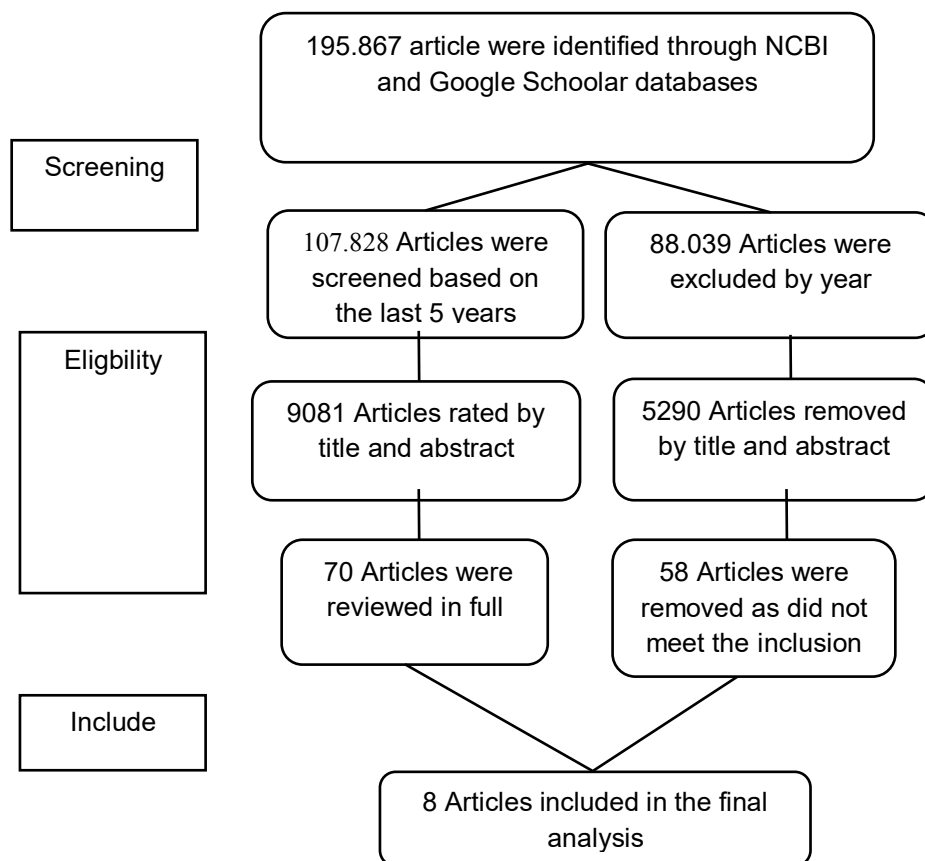 195.867 article were identified through NCBI
and Google Schoolar databases
Screening
107.828 Articles were
screened based on
the last 5 years
88.039 Articles were
excluded by year
Eligbility
9081 Articles rated by
title and abstract
5290 Articles removed
by title and abstract
70 Articles were
reviewed in full
58 Articles were
removed as did not
meet the inclusion
Include
8 Articles included in the final
analysis